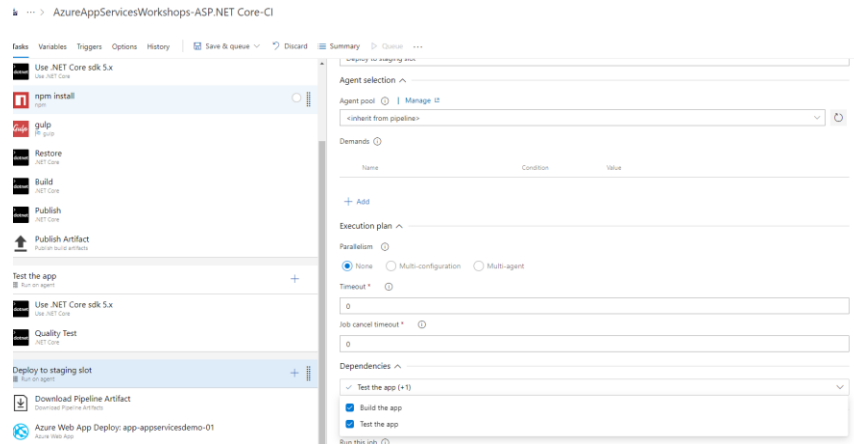 ··· > AzureAppServicesWorkshops-ASP.NET Core-CI
Tasks Variables Triggers Options History Save & queue Discard Summary Queue ···
Use .NET Core sdk 5.x
Use .NET Core
npm install
npm
gulp
gulp
Restore
.NET Core
Build
.NET Core
Publish
.NET Core
Publish Artifact
Publish build artifacts
Test the app
Run on agent
Use .NET Core sdk 5.x
Use .NET Core
Quality Test
.NET Core
Deploy to staging slot
Run on agent
Download Pipeline Artifact
Download Pipeline Artifacts
Azure Web App Deploy: app-appservicesdemo-01
Azure Web App
Deploy to staging slot
Agent selection
Agent pool | Manage
<inherit from pipeline>
Demands
Name Condition Value
+ Add
Execution plan
Parallelism
None Multi-configuration Multi-agent
Timeout *
0
Job cancel timeout *
0
Dependencies
Test the app (+1)
Build the app
Test the app
Run this job